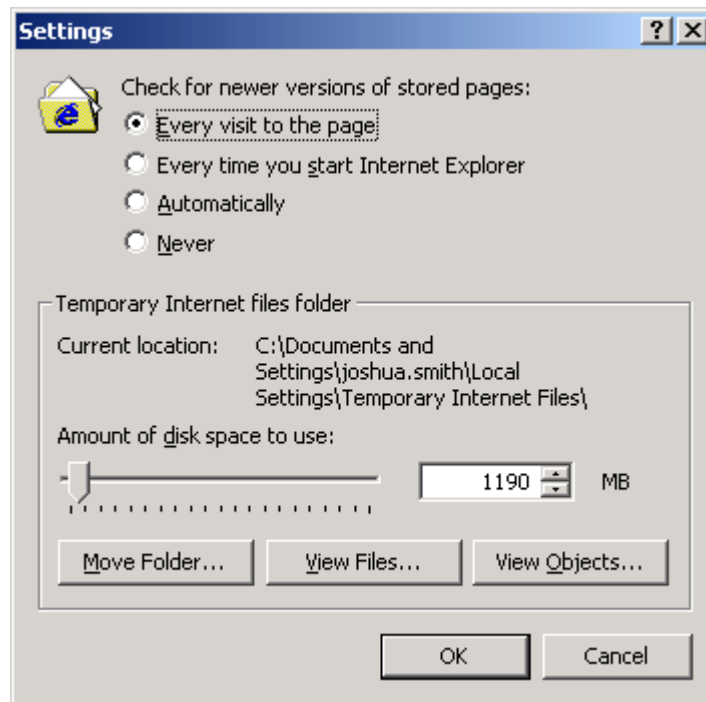 Settings
Check for newer versions of stored pages:
Every visit to the page
Every time you start Internet Explorer
Automatically
Never
Temporary Internet files folder
Current location: C:\Documents and
Settings\joshua.smith\Local
Settings\Temporary Internet Files\
Amount of disk space to use:
1190 MB
Move Folder... View Files... View Objects...
OK Cancel